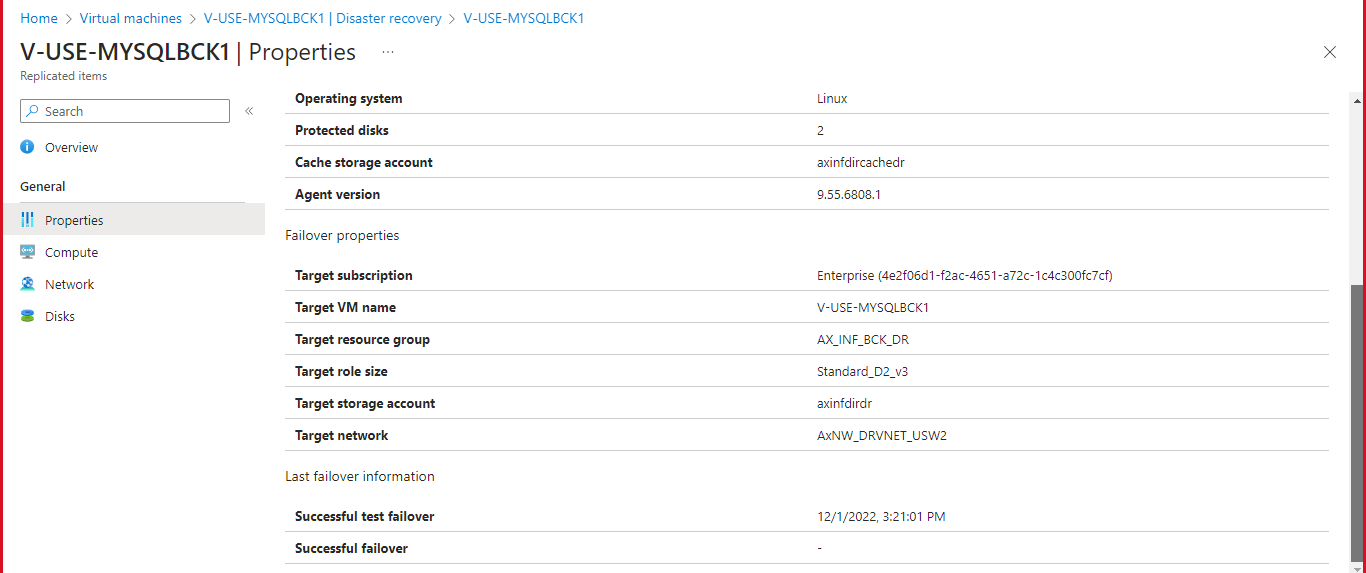 Home > Virtual machines > V-USE-MYSQLBCK1 | Disaster recovery > V-USE-MYSQLBCK1
V-USE-MYSQLBCK1 | Properties ...
Replicated items
Search
Overview
General
Properties
Compute
Network
Disks
Operating system Linux
Protected disks 2
Cache storage account axinfdircachedr
Agent version 9.55.6808.1
Failover properties
Target subscription Enterprise (4e2f06d1-f2ac-4651-a72c-1c4c300fc7cf)
Target VM name V-USE-MYSQLBCK1
Target resource group AX_INF_BCK_DR
Target role size Standard_D2_v3
Target storage account axinfdirdr
Target network AxNW_DRVNET_USW2
Last failover information
Successful test failover 12/1/2022, 3:21:01 PM
Successful failover -